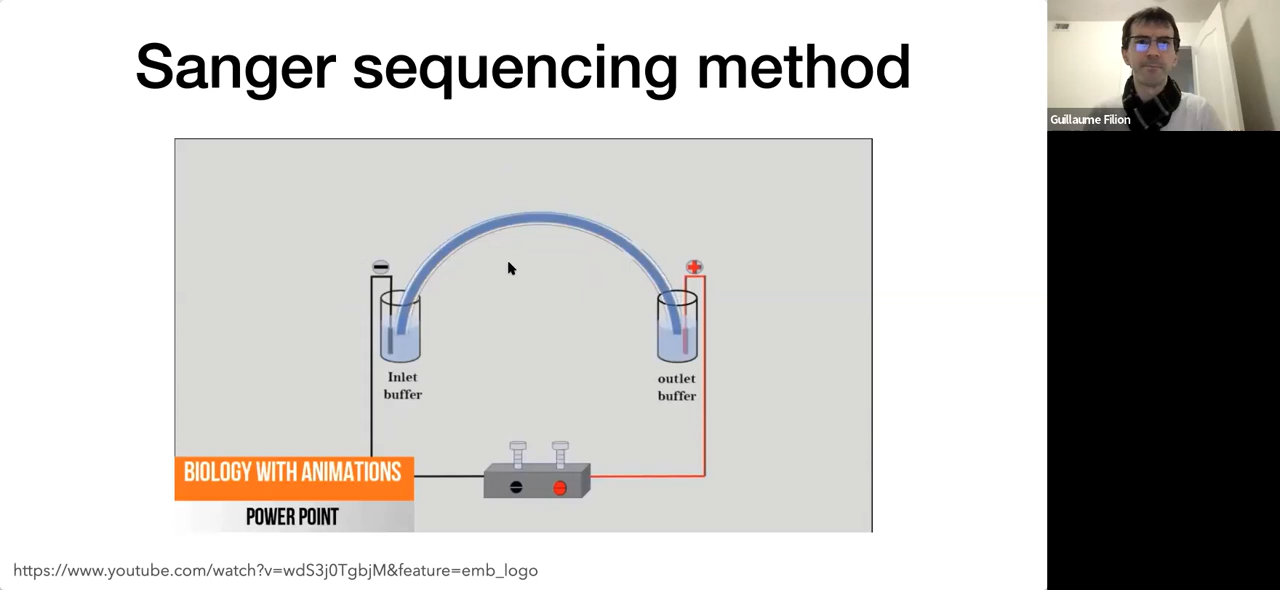 Sanger sequencing method
Guillaume Filion
Inlet
buffer
outlet
buffer
BIOLOGY WITH ANIMATIONS
POWER POINT
https://www.youtube.com/watch?v=wdS3j0TgbjM&feature=emb_logo